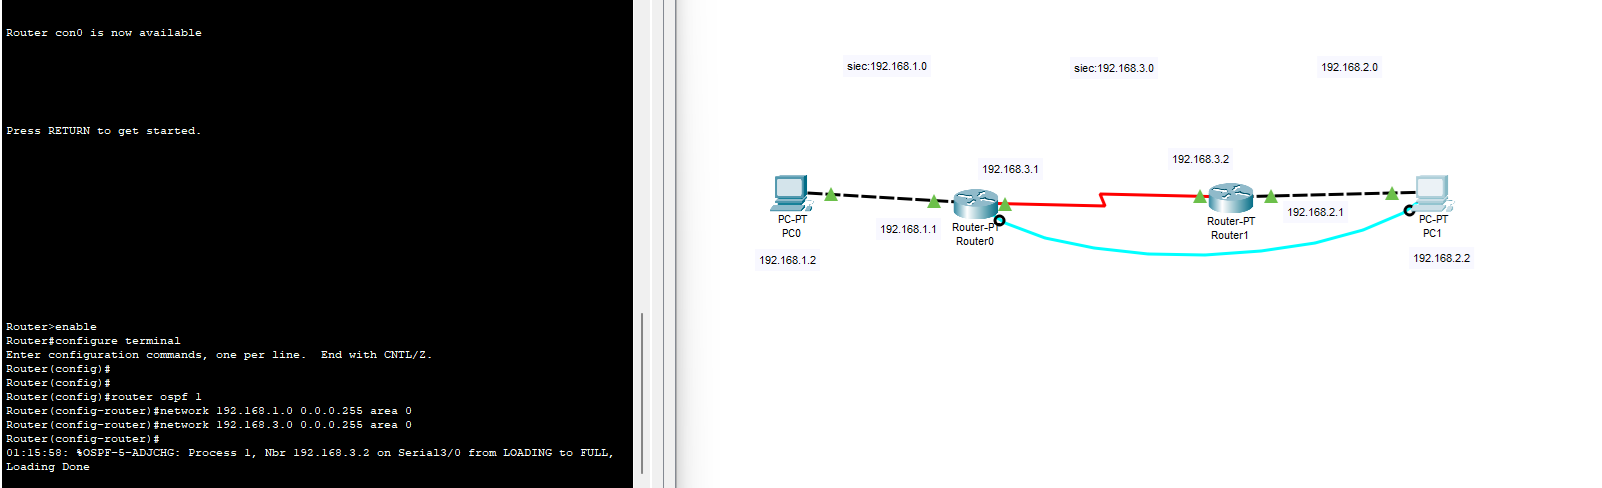 Router con0 is now available
Press RETURN to get started.
Router>enable
Router#configure terminal
Enter configuration commands, one per line.  End with CNTL/Z.
Router(config)#
Router(config)#
Router(config)#router ospf 1
Router(config-router)#network 192.168.1.0 0.0.0.255 area 0
Router(config-router)#network 192.168.3.0 0.0.0.255 area 0
Router(config-router)#
01:15:58: %OSPF-5-ADJCHG: Process 1, Nbr 192.168.3.2 on Serial3/0 from LOADING to FULL,
Loading Done
siec:192.168.1.0
siec:192.168.3.0
192.168.2.0
192.168.3.1
192.168.3.2
PC-PT
PC0
192.168.1.2
192.168.1.1
Router-PT
Router0
Router-PT
Router1
192.168.2.1
PC-PT
PC1
192.168.2.2